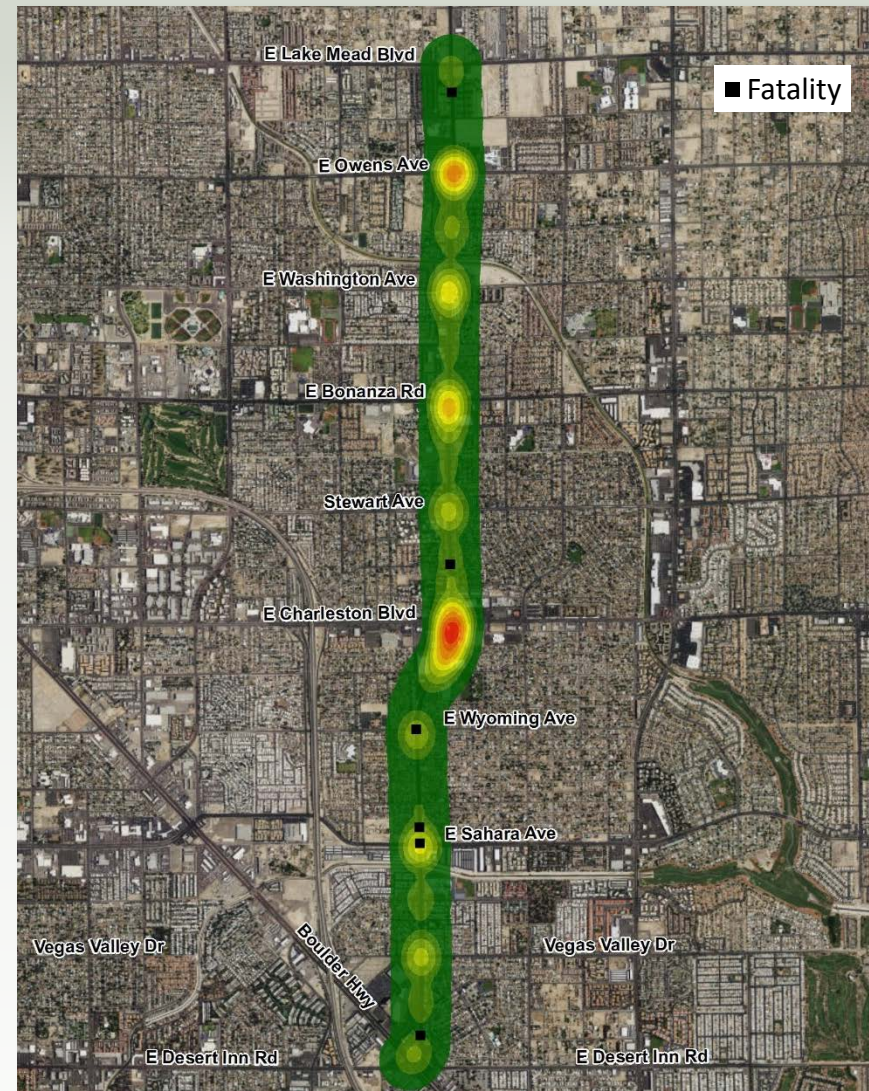 E Lake Mead Blvd
Fatality
E Owens Ave
E Washington Ave
E Bonanza Rd
Stewart Ave
E Charleston Blvd
E Wyoming Ave
E Sahara Ave
Vegas Valley Dr
Vegas Valley Dr
Boulder Hwy
E Desert Inn Rd
E Desert Inn Rd